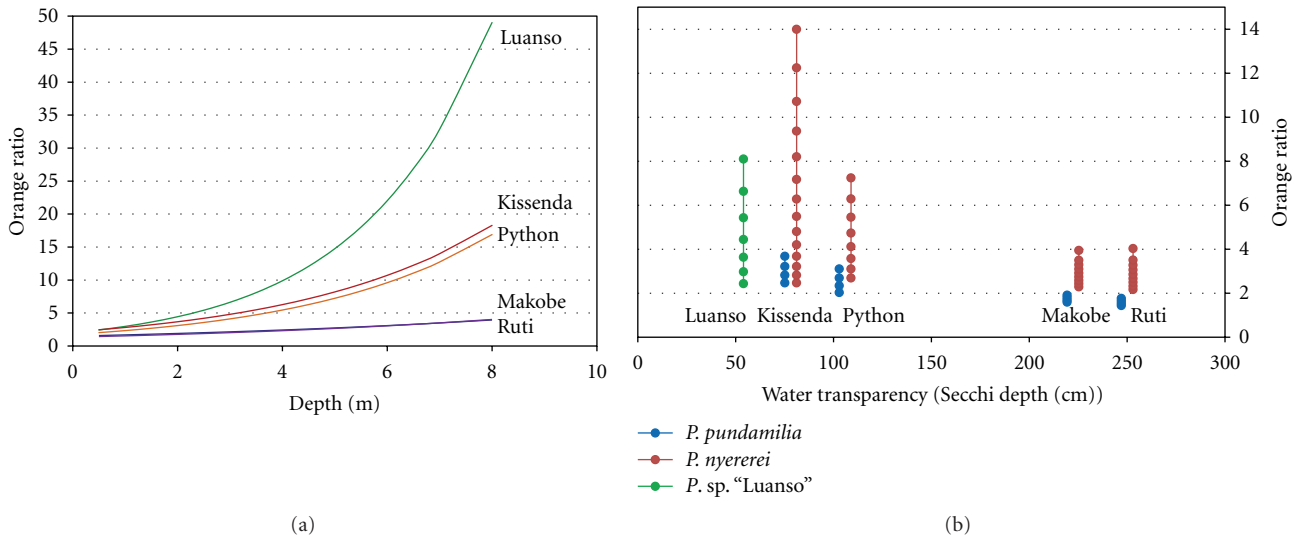 50
45
40
35
30
25
20
15
10
5
0
Orange ratio
Luanso
Kissenda
Python
Makobe
Ruti
0 2 4 6 8 10
Depth (m)
(a)
14
12
10
8
6
4
2
0
Orange ratio
Luanso Kissenda Python Makobe Ruti
0 50 100 150 200 250 300
Water transparency (Secchi depth (cm))
P. pundamilia
P. nyererei
P. sp. “Luanso”
(b)